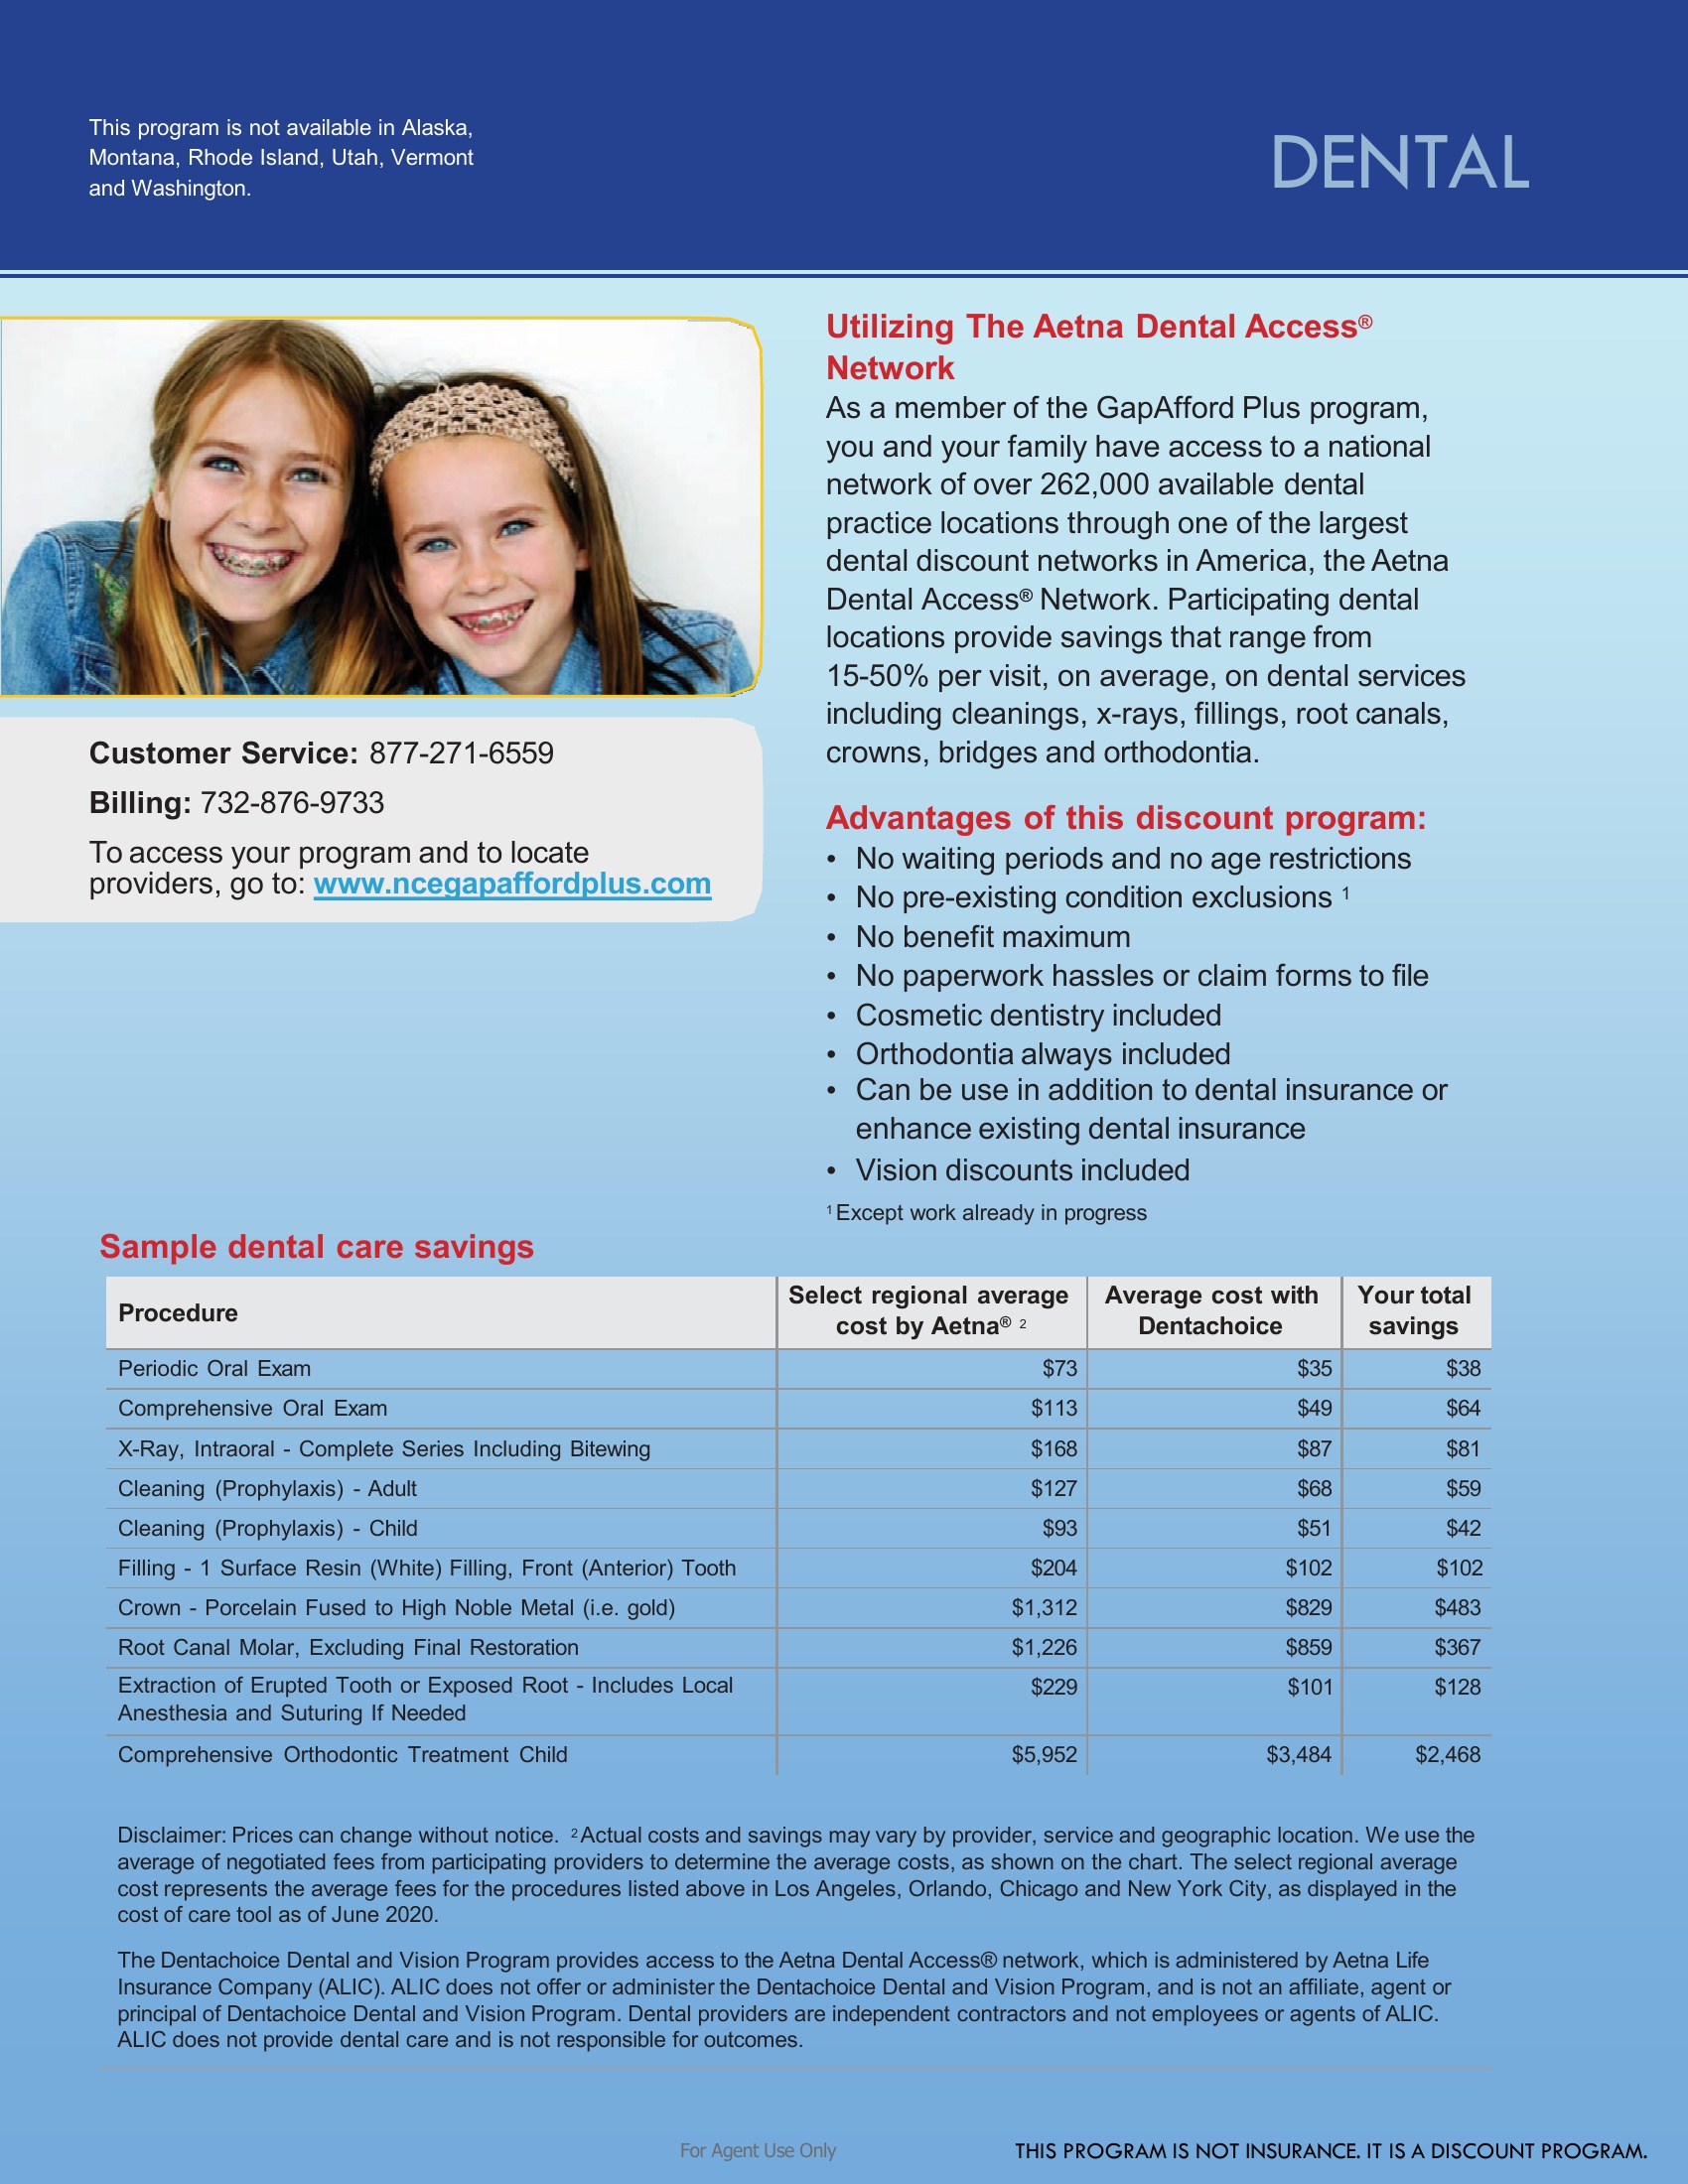 This program is not available in Alaska,
Montana, Rhode Island, Utah, Vermont
and Washington.
DENTAL
Customer Service: 877-271-6559
Billing: 732-876-9733
To access your program and to locate
providers, go to: www.ncegapaffordplus.com
Utilizing The Aetna Dental Access®
Network
As a member of the GapAfford Plus program,
you and your family have access to a national
network of over 262,000 available dental
practice locations through one of the largest
dental discount networks in America, the Aetna
Dental Access® Network. Participating dental
locations provide savings that range from
15-50% per visit, on average, on dental services
including cleanings, x-rays, fillings, root canals,
crowns, bridges and orthodontia.
Advantages of this discount program:
• No waiting periods and no age restrictions
• No pre-existing condition exclusions ¹
• No benefit maximum
• No paperwork hassles or claim forms to file
• Cosmetic dentistry included
• Orthodontia always included
• Can be use in addition to dental insurance or
enhance existing dental insurance
• Vision discounts included
¹ Except work already in progress
Sample dental care savings
Procedure Select regional average cost by Aetna® ² Average cost with Dentachoice Your total savings
Periodic Oral Exam $73 $35 $38
Comprehensive Oral Exam $113 $49 $64
X-Ray, Intraoral - Complete Series Including Bitewing $168 $87 $81
Cleaning (Prophylaxis) - Adult $127 $68 $59
Cleaning (Prophylaxis) - Child $93 $51 $42
Filling - 1 Surface Resin (White) Filling, Front (Anterior) Tooth $204 $102 $102
Crown - Porcelain Fused to High Noble Metal (i.e. gold) $1,312 $829 $483
Root Canal Molar, Excluding Final Restoration $1,226 $859 $367
Extraction of Erupted Tooth or Exposed Root - Includes Local $229 $101 $128
Anesthesia and Suturing If Needed
Comprehensive Orthodontic Treatment Child $5,952 $3,484 $2,468
Disclaimer: Prices can change without notice. ² Actual costs and savings may vary by provider, service and geographic location. We use the
average of negotiated fees from participating providers to determine the average costs, as shown on the chart. The select regional average
cost represents the average fees for the procedures listed above in Los Angeles, Orlando, Chicago and New York City, as displayed in the
cost of care tool as of June 2020.
The Dentachoice Dental and Vision Program provides access to the Aetna Dental Access® network, which is administered by Aetna Life
Insurance Company (ALIC). ALIC does not offer or administer the Dentachoice Dental and Vision Program, and is not an affiliate, agent or
principal of Dentachoice Dental and Vision Program. Dental providers are independent contractors and not employees or agents of ALIC.
ALIC does not provide dental care and is not responsible for outcomes.
For Agent Use Only
THIS PROGRAM IS NOT INSURANCE. IT IS A DISCOUNT PROGRAM.